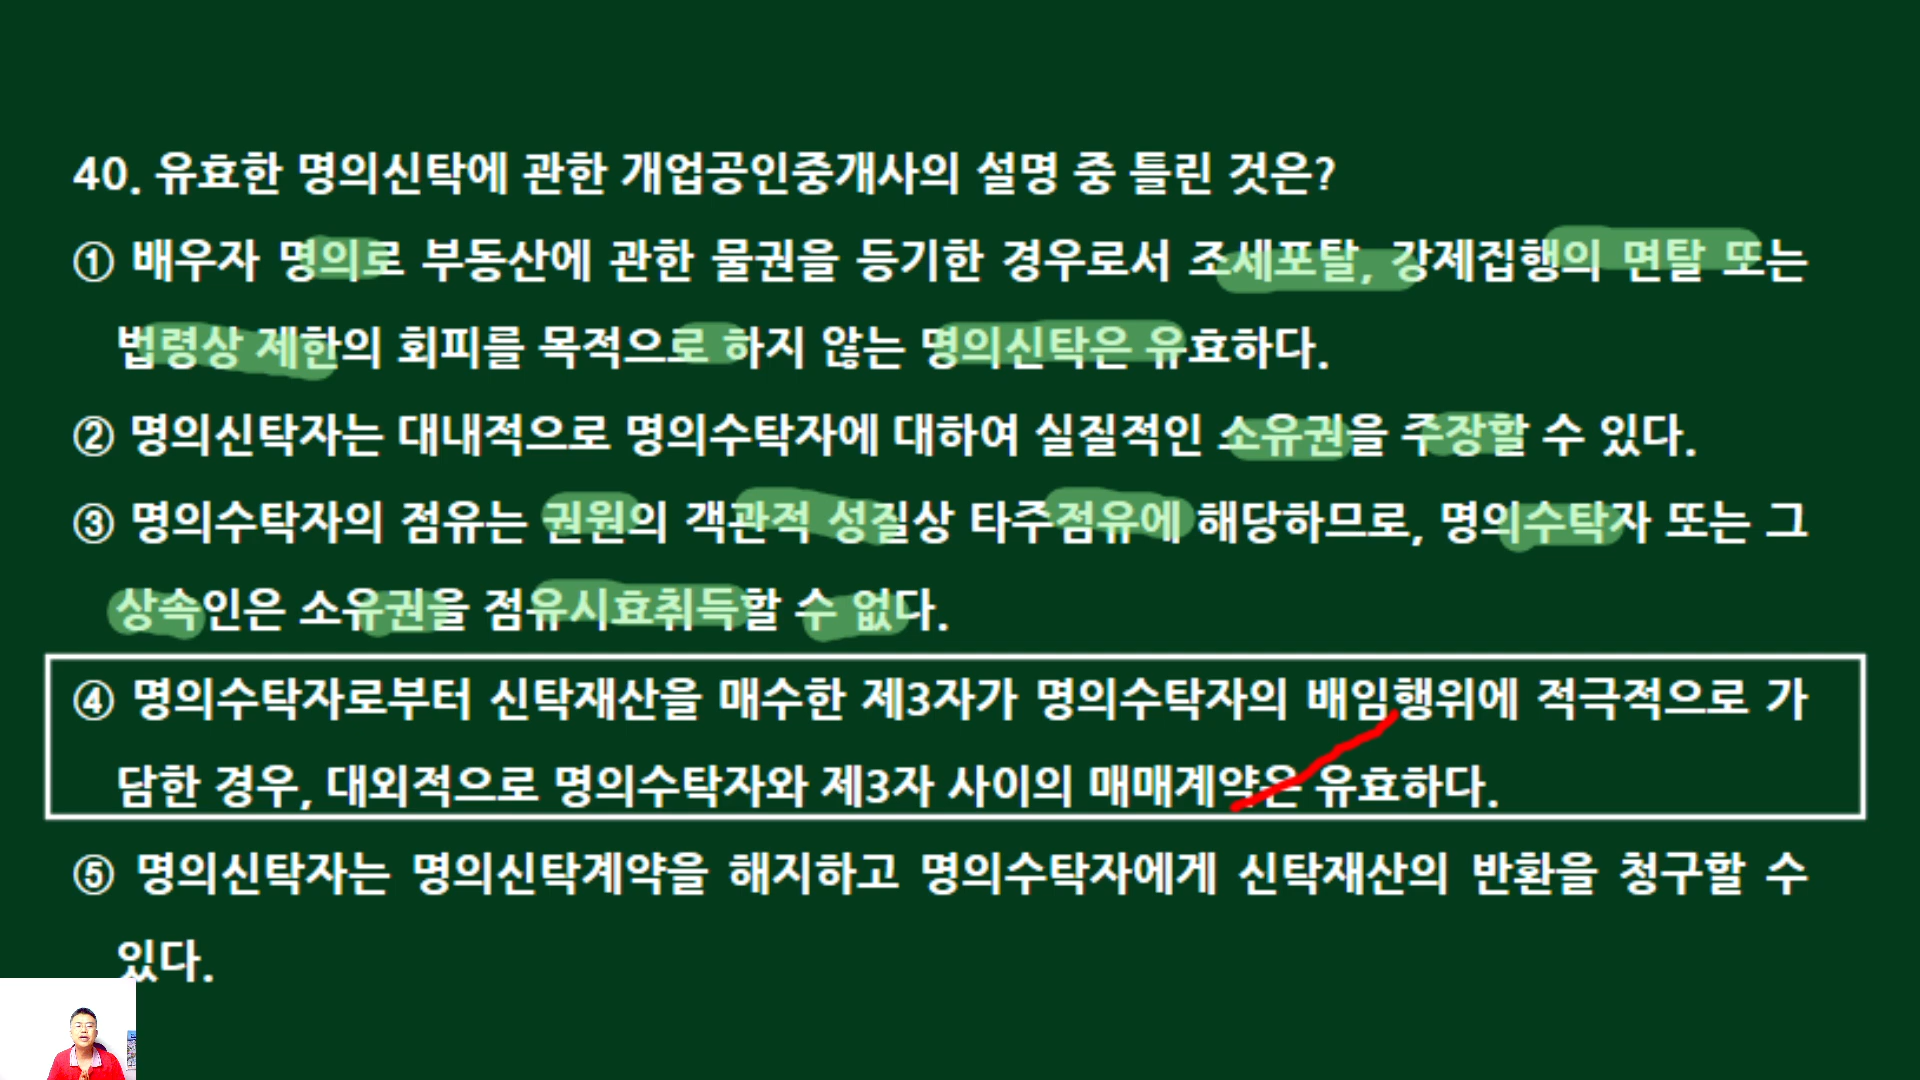 40. 유효한 명의신탁에 관한 개업공인중개사의 설명 중 틀린 것은?
① 배우자 명의로 부동산에 관한 물권을 등기한 경우로서 조세포탈, 강제집행의 면탈 또는
법령상 제한의 회피를 목적으로 하지 않는 명의신탁은 유효하다.
② 명의신탁자는 대내적으로 명의수탁자에 대하여 실질적인 소유권을 주장할 수 있다.
③ 명의수탁자의 점유는 권원의 객관적 성질상 타주점유에 해당하므로, 명의수탁자 또는 그
상속인은 소유권을 점유시효취득할 수 없다.
④ 명의수탁자로부터 신탁재산을 매수한 제3자가 명의수탁자의 배임행위에 적극적으로 가
담한 경우, 대외적으로 명의수탁자와 제3자 사이의 매매계약은 유효하다.
⑤ 명의신탁자는 명의신탁계약을 해지하고 명의수탁자에게 신탁재산의 반환을 청구할 수
있다.